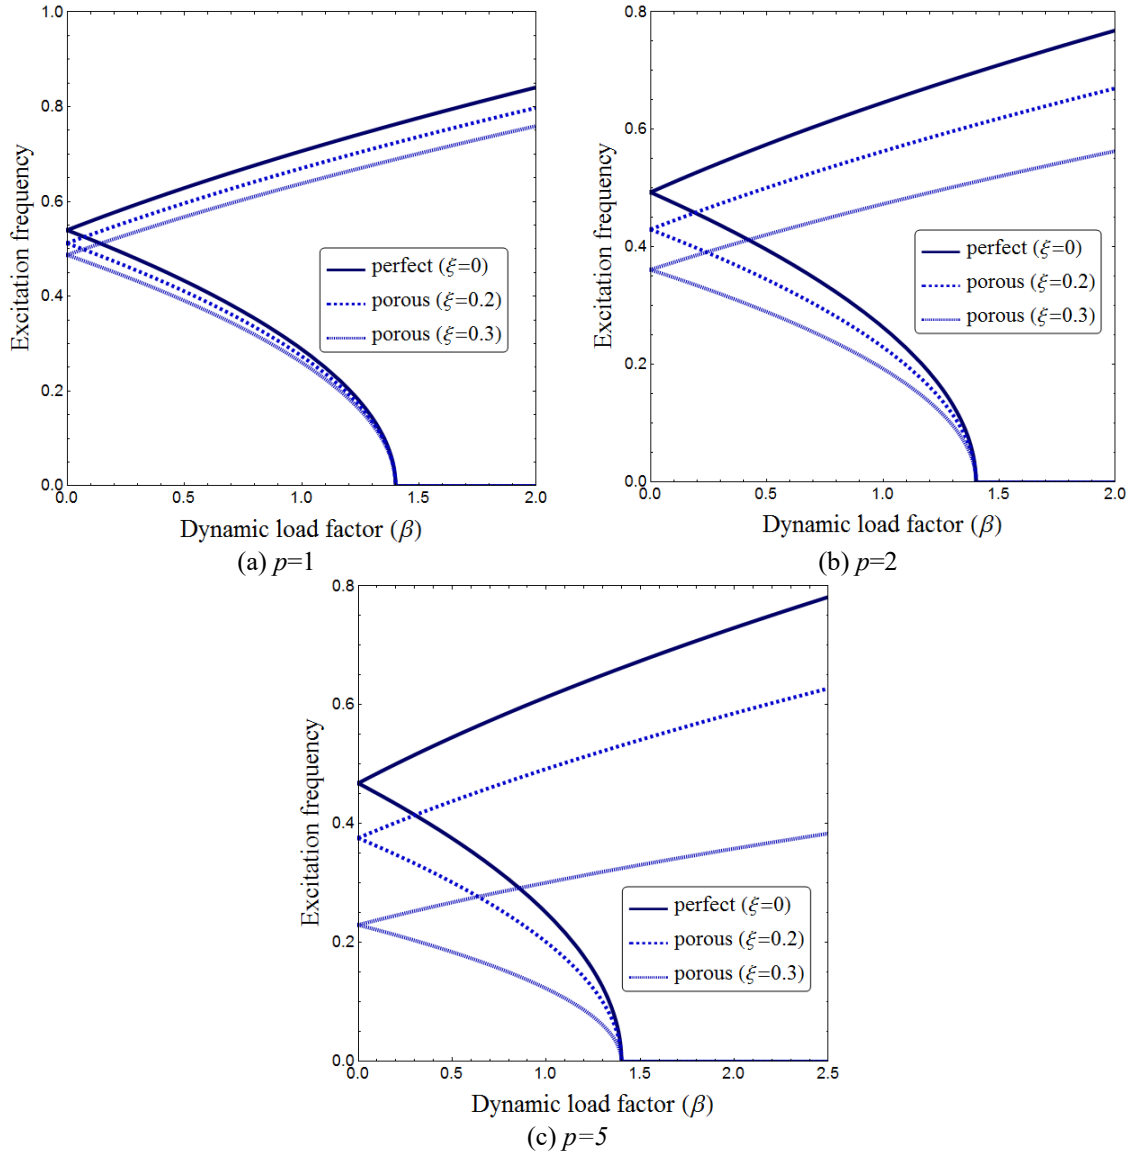 1.0
0.8
0.6
0.4
0.2
0.0
Excitation frequency
0.0 0.5 1.0 1.5 2.0
Dynamic load factor (β)
perfect (ξ=0)
porous (ξ=0.2)
porous (ξ=0.3)
(a) p=1
0.8
0.6
0.4
0.2
0.0
Excitation frequency
0.0 0.5 1.0 1.5 2.0
Dynamic load factor (β)
perfect (ξ=0)
porous (ξ=0.2)
porous (ξ=0.3)
(b) p=2
0.8
0.6
0.4
0.2
0.0
Excitation frequency
0.0 0.5 1.0 1.5 2.0 2.5
Dynamic load factor (β)
perfect (ξ=0)
porous (ξ=0.2)
porous (ξ=0.3)
(c) p=5